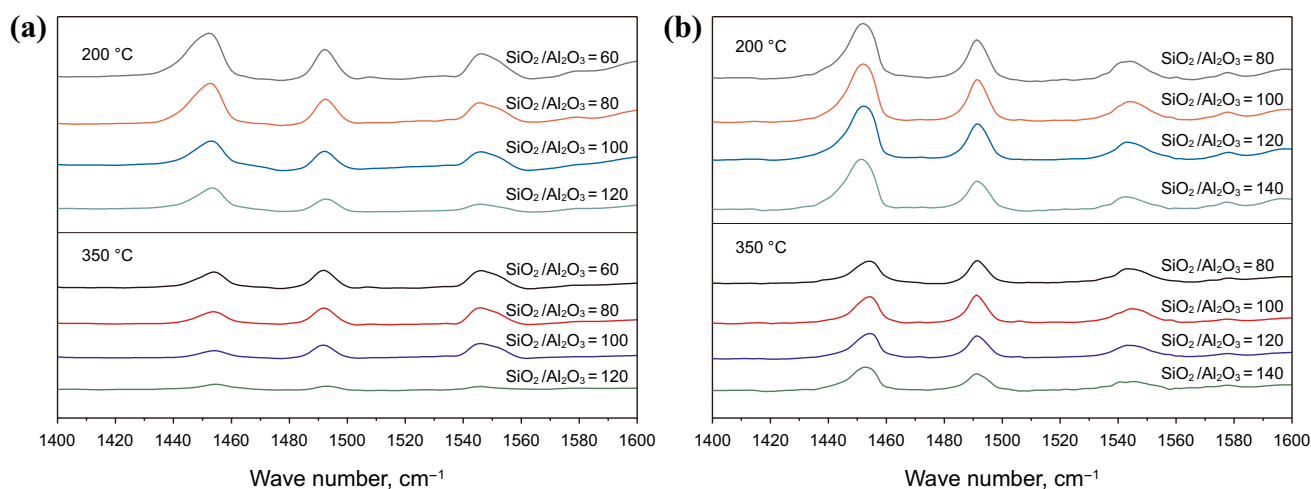 (a)
200 °C
SiO₂/Al₂O₃ = 60
SiO₂/Al₂O₃ = 80
SiO₂/Al₂O₃ = 100
SiO₂/Al₂O₃ = 120
350 °C
SiO₂/Al₂O₃ = 60
SiO₂/Al₂O₃ = 80
SiO₂/Al₂O₃ = 100
SiO₂/Al₂O₃ = 120
1400 1420 1440 1460 1480 1500 1520 1540 1560 1580 1600
Wave number, cm⁻¹
(b)
200 °C
SiO₂/Al₂O₃ = 80
SiO₂/Al₂O₃ = 100
SiO₂/Al₂O₃ = 120
SiO₂/Al₂O₃ = 140
350 °C
SiO₂/Al₂O₃ = 80
SiO₂/Al₂O₃ = 100
SiO₂/Al₂O₃ = 120
SiO₂/Al₂O₃ = 140
1400 1420 1440 1460 1480 1500 1520 1540 1560 1580 1600
Wave number, cm⁻¹